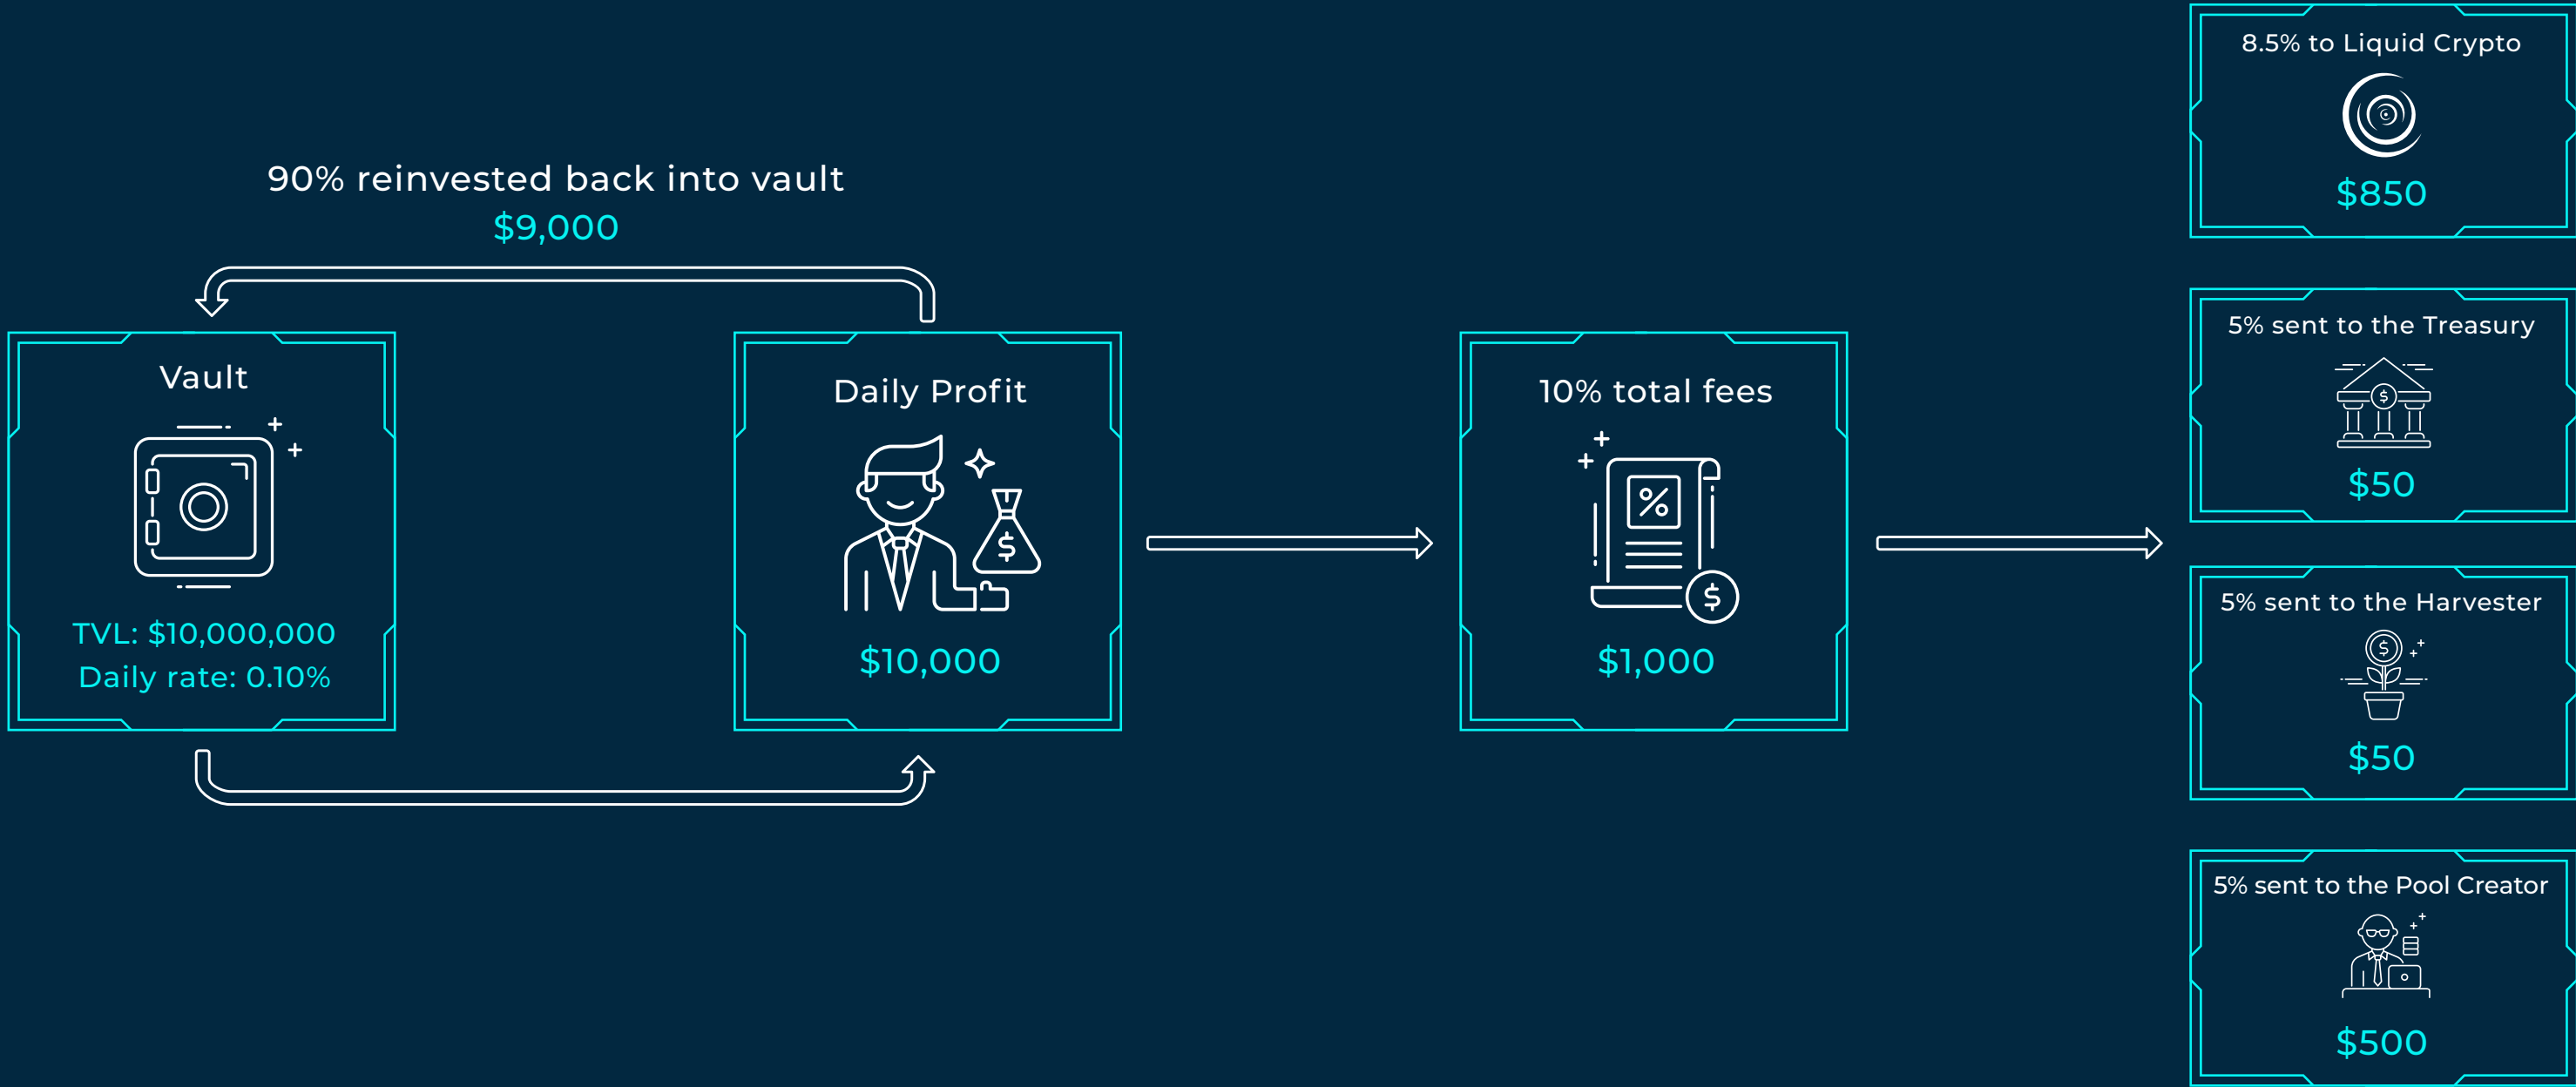 90% reinvested back into vault
$9,000
Vault
TVL: $10,000,000
Daily rate: 0.10%
Daily Profit
$10,000
10% total fees
$1,000
8.5% to Liquid Crypto
$850
5% sent to the Treasury
$50
5% sent to the Harvester
$50
5% sent to the Pool Creator
$500